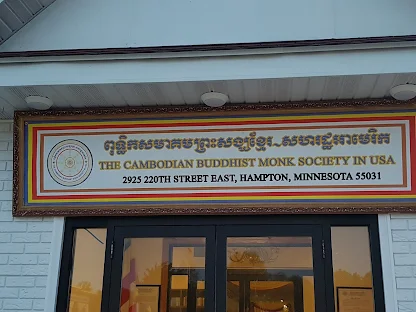 ពុទ្ធិកសមាគមព្រះសង្ឃខ្មែរ នៃ សហរដ្ឋអាមេរិក
THE CAMBODIAN BUDDHIST MONK SOCIETY IN USA
2925 220TH STREET EAST, HAMPTON, MINNESOTA 55031